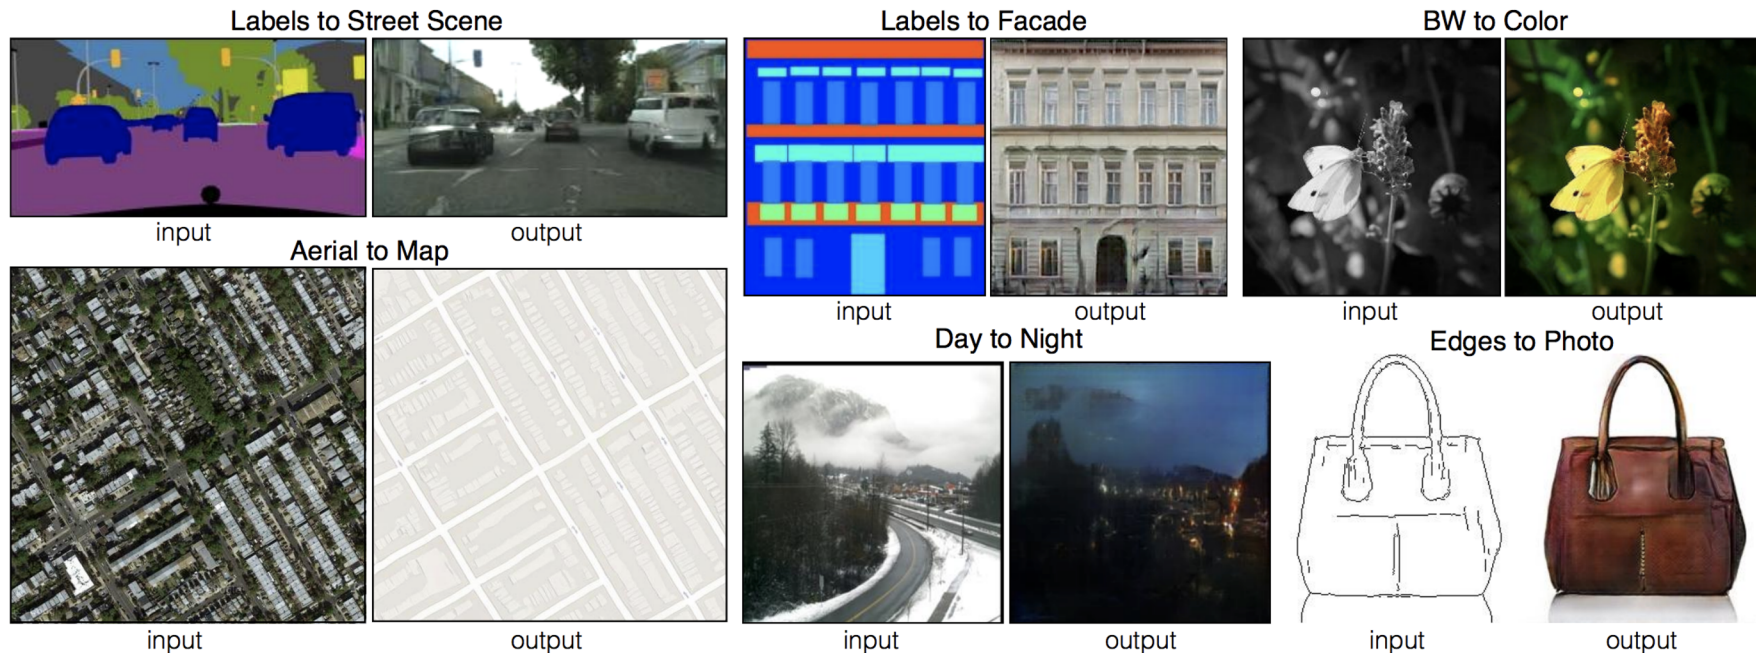 Labels to Street Scene
input
output
Aerial to Map
input
output
Labels to Facade
input
output
BW to Color
input
output
Day to Night
input
output
Edges to Photo
input
output